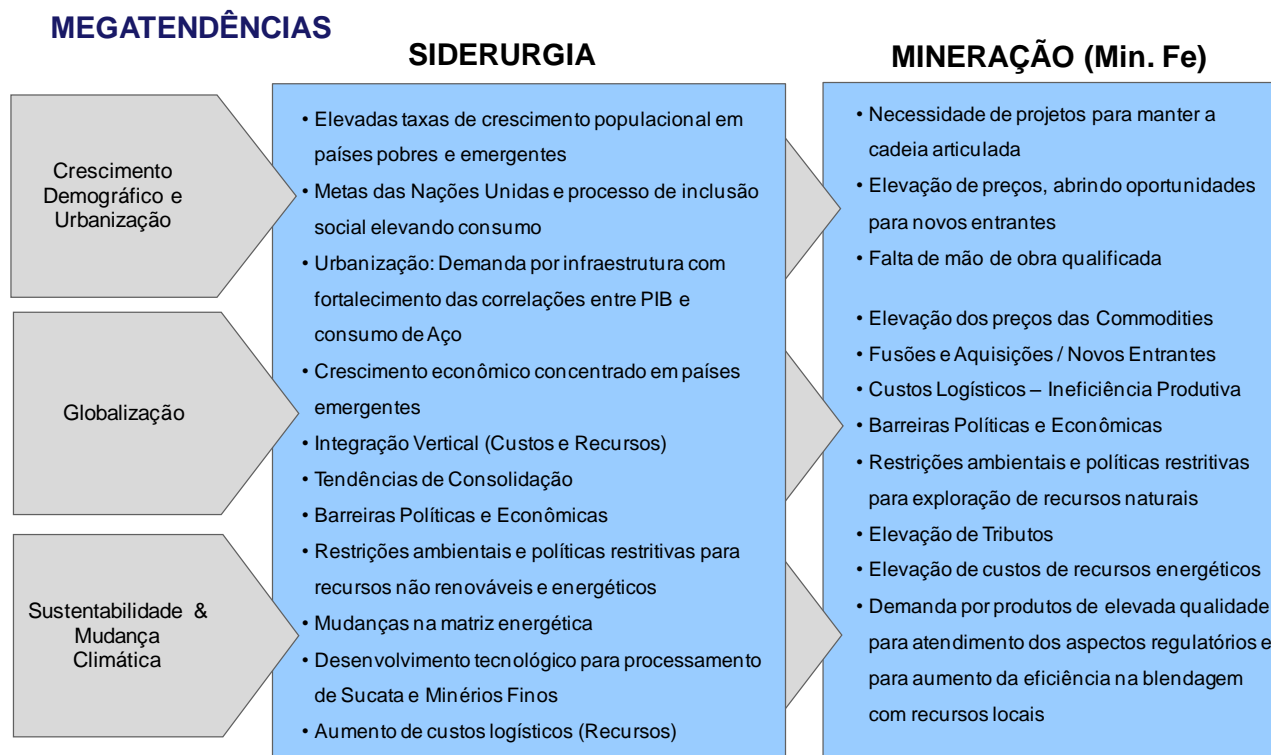 MEGATENDÊNCIAS
SIDERURGIA
MINERAÇÃO (Min. Fe)
Crescimento
Demográfico e
Urbanização
Globalização
Sustentabilidade &
Mudança
Climática
• Elevadas taxas de crescimento populacional em
países pobres e emergentes
• Metas das Nações Unidas e processo de inclusão
social elevando consumo
• Urbanização: Demanda por infraestrutura com
fortalecimento das correlações entre PIB e
consumo de Aço
• Crescimento econômico concentrado em países
emergentes
• Integração Vertical (Custos e Recursos)
• Tendências de Consolidação
• Barreiras Políticas e Econômicas
• Restrições ambientais e políticas restritivas para
recursos não renováveis e energéticos
• Mudanças na matriz energética
• Desenvolvimento tecnológico para processamento
de Sucata e Minérios Finos
• Aumento de custos logísticos (Recursos)
• Necessidade de projetos para manter a
cadeia articulada
• Elevação de preços, abrindo oportunidades
para novos entrantes
• Falta de mão de obra qualificada
• Elevação dos preços das Commodities
• Fusões e Aquisições / Novos Entrantes
• Custos Logísticos – Ineficiência Produtiva
• Barreiras Políticas e Econômicas
• Restrições ambientais e políticas restritivas
para exploração de recursos naturais
• Elevação de Tributos
• Elevação de custos de recursos energéticos
• Demanda por produtos de elevada qualidade
para atendimento dos aspectos regulatórios e
para aumento da eficiência na blendagem
com recursos locais